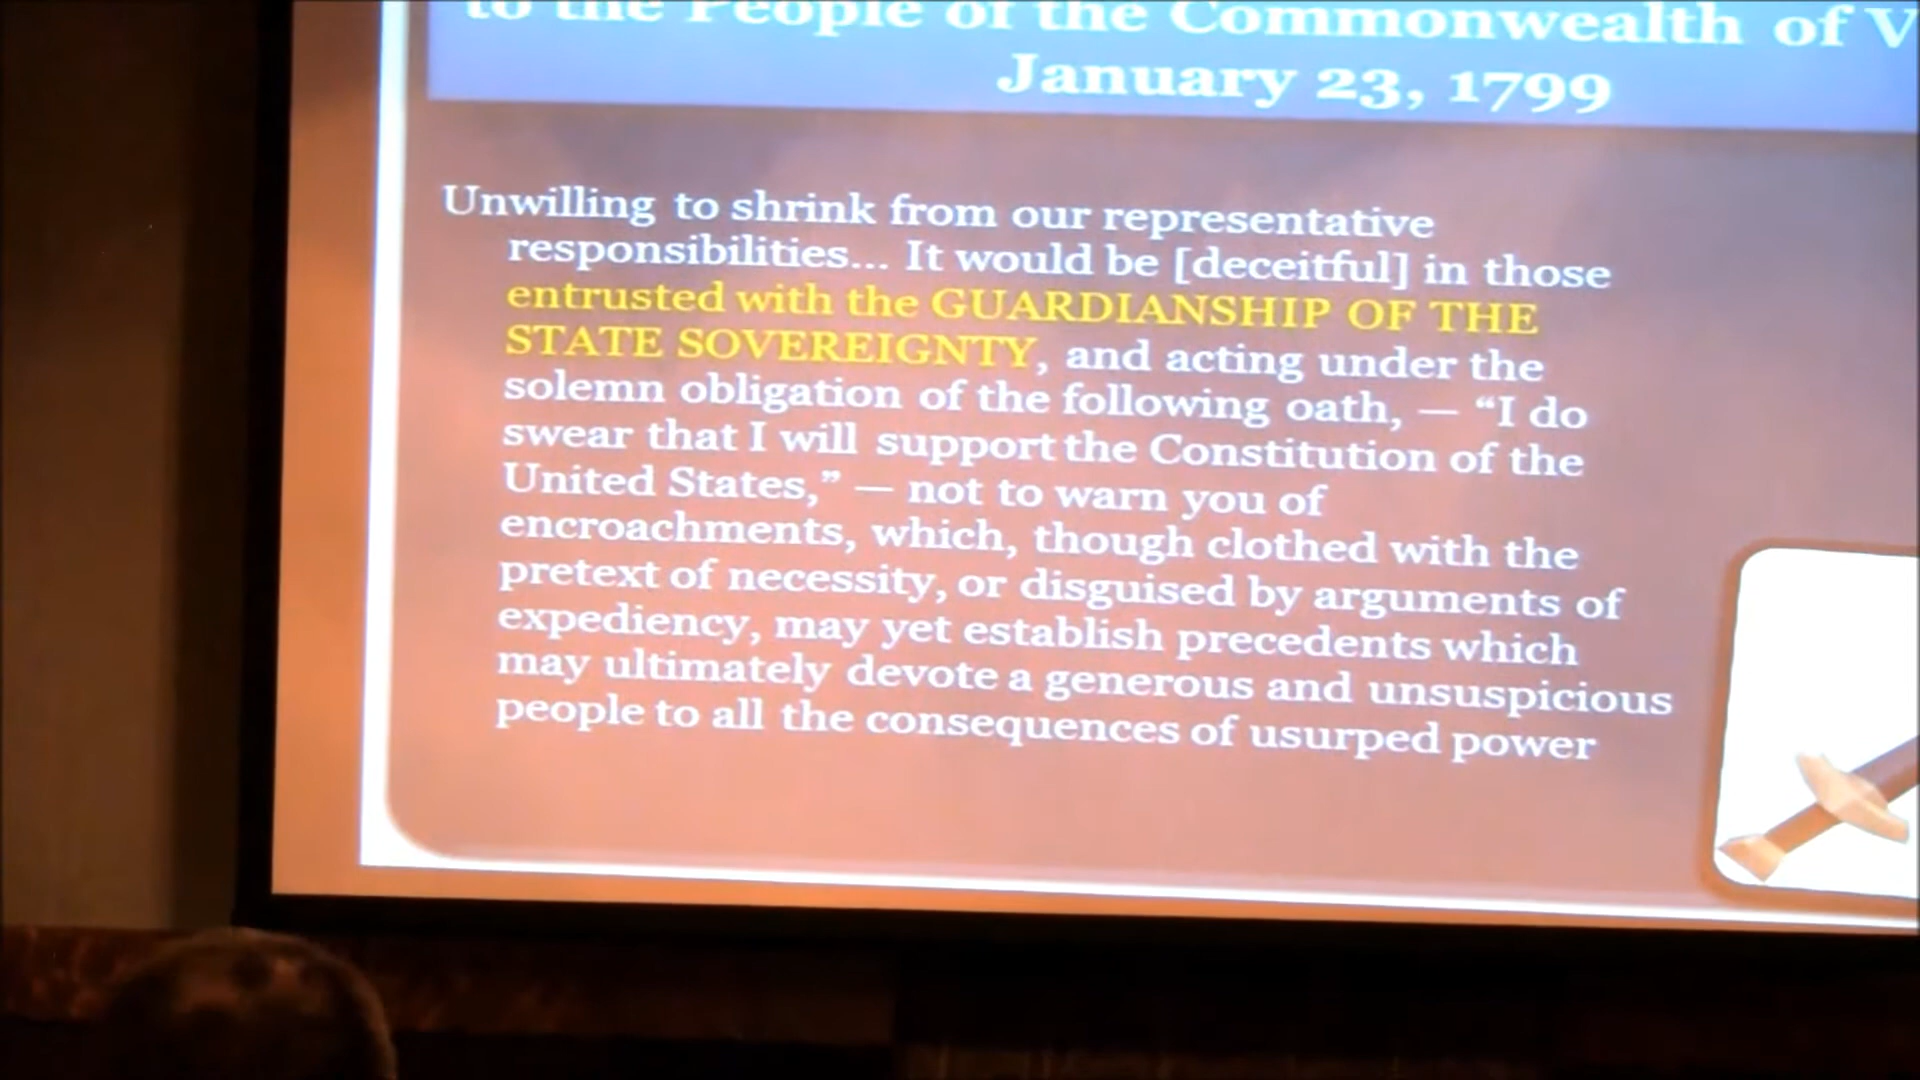 to the People of the Commonwealth of V
January 23, 1799
Unwilling to shrink from our representative
responsibilities... It would be [deceitful] in those
entrusted with the GUARDIANSHIP OF THE
STATE SOVEREIGNTY, and acting under the
solemn obligation of the following oath, — “I do
swear that I will support the Constitution of the
United States,” — not to warn you of
encroachments, which, though clothed with the
pretext of necessity, or disguised by arguments of
expediency, may yet establish precedents which
may ultimately devote a generous and unsuspicious
people to all the consequences of usurped power